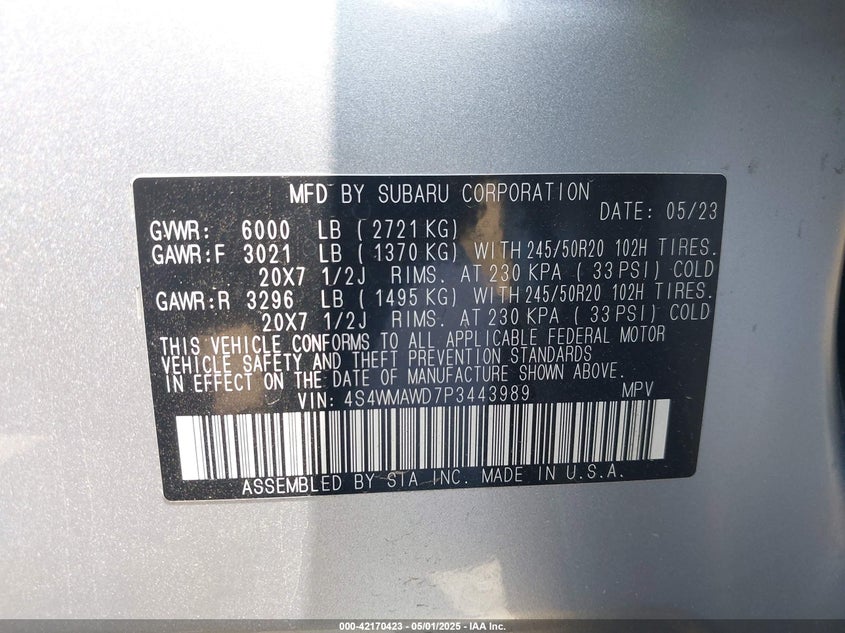 MFD BY SUBARU CORPORATION
DATE: 05/23
GVWR: 6000 LB ( 2721 KG)
GAWR:F 3021 LB ( 1370 KG) WITH 245/50R20 102H TIRES.
20X7 1/2J RIMS. AT 230 KPA ( 33 PSI) COLD
GAWR:R 3296 LB ( 1495 KG) WITH 245/50R20 102H TIRES.
20X7 1/2J RIMS. AT 230 KPA ( 33 PSI) COLD
THIS VEHICLE CONFORMS TO ALL APPLICABLE FEDERAL MOTOR
VEHICLE SAFETY AND THEFT PREVENTION STANDARDS
IN EFFECT ON THE DATE OF MANUFACTURE SHOWN ABOVE.
VIN: 4S4WMAWD7P3443989 MPV
ASSEMBLED BY STA INC. MADE IN U.S.A.
000-42170423 - 05/01/2025 - IAA Inc.